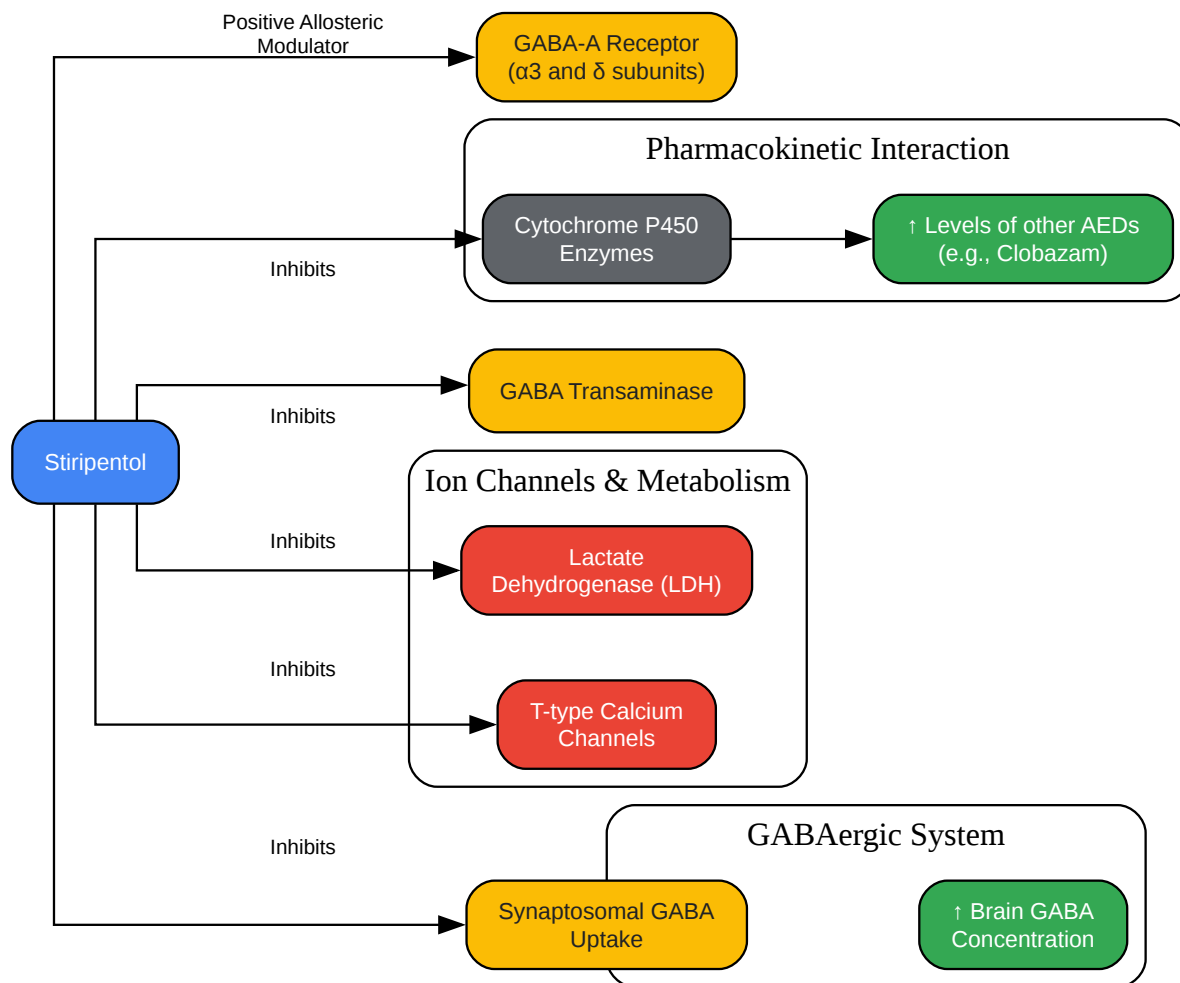 Positive Allosteric
Modulator
GABA-A Receptor
(α3 and δ subunits)
Pharmacokinetic Interaction
Cytochrome P450
Enzymes
↑ Levels of other AEDs
(e.g., Clobazam)
Inhibits
GABA Transaminase
Inhibits
Stiripentol
Ion Channels & Metabolism
Inhibits
Lactate
Dehydrogenase (LDH)
Inhibits
T-type Calcium
Channels
GABAergic System
Inhibits
Synaptosomal GABA
Uptake
↑ Brain GABA
Concentration